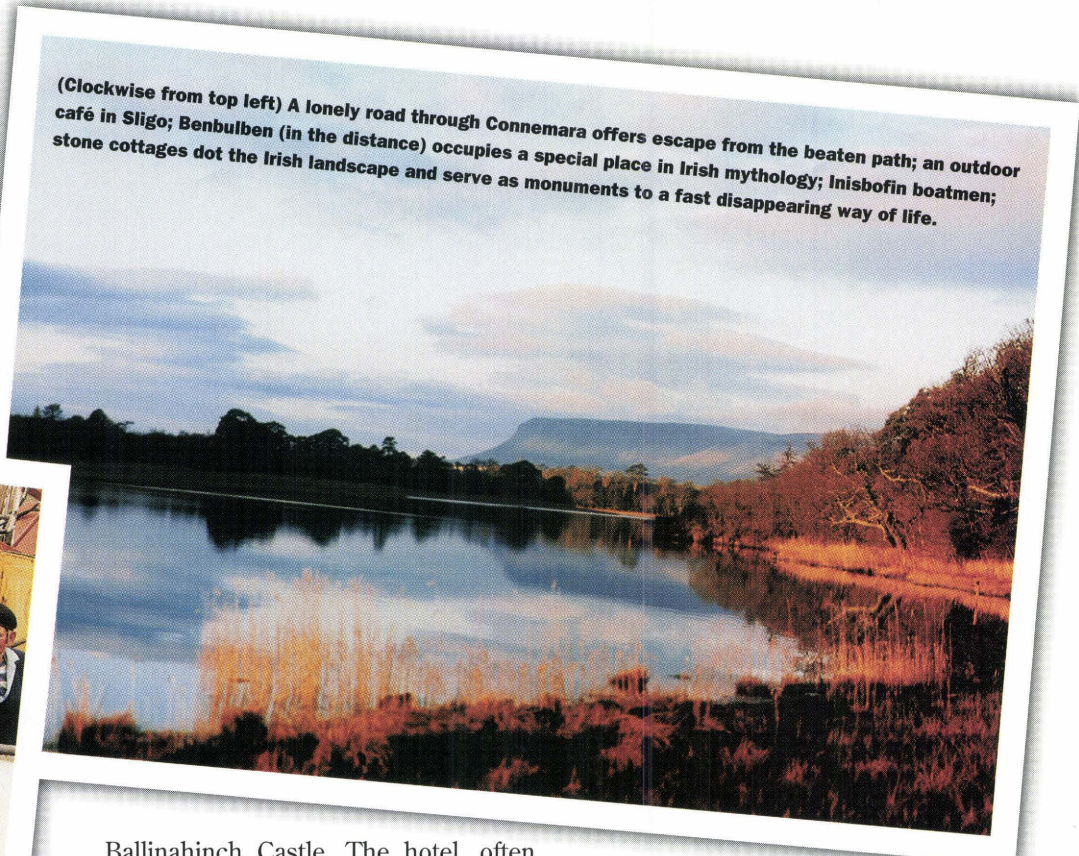 (Clockwise from top left) A lonely road through Connemara offers escape from the beaten path; an outdoor
café in Sligo; Benbulben (in the distance) occupies a special place in Irish mythology; Inisbofin boatmen;
stone cottages dot the Irish landscape and serve as monuments to a fast disappearing way of life.
Ballinahinch Castle. The hotel, often